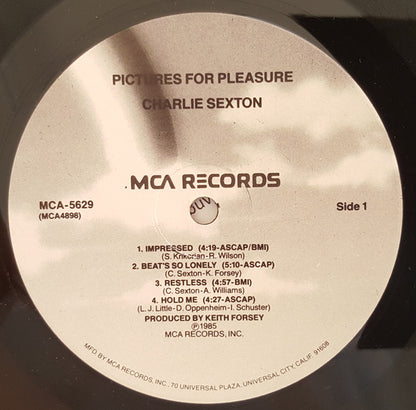 PICTURES FOR PLEASURE
CHARLIE SEXTON
MCA RECORDS
MCA-5629
(MCA4898)
Side 1
1. IMPRESSED (4:19-ASCAP/BMI)
(S. Krikorian-R. Wilson)
2. BEAT'S SO LONELY (5:10-ASCAP)
(C. Sexton-K. Forsey)
3. RESTLESS (4:57-BMI)
(C. Sexton-A. Williams)
4. HOLD ME (4:27-ASCAP)
(L. J. Little-D. Oppenheim-I. Schuster)
PRODUCED BY KEITH FORSEY
℗1985
MCA RECORDS, INC.
MFD. BY MCA RECORDS, INC., 70 UNIVERSAL PLAZA, UNIVERSAL CITY, CALIF. 91608